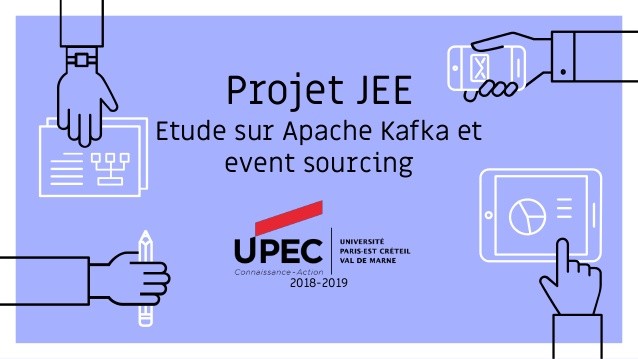 Projet JEE
Etude sur Apache Kafka et
event sourcing
UPEC
Connaissance - Action
UNIVERSITÉ
PARIS-EST CRÉTEIL
VAL DE MARNE
2018-2019